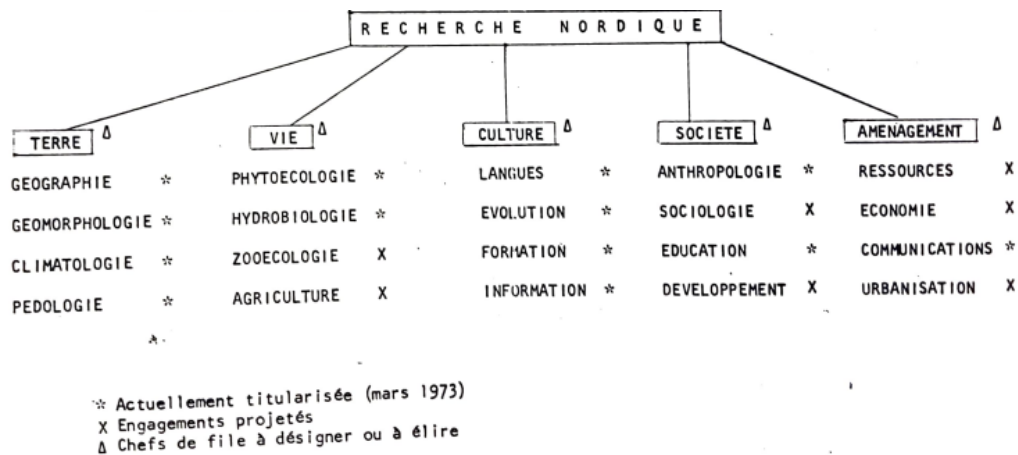 RECHERCHE NORDIQUE
TERRE Δ VIE Δ CULTURE Δ SOCIETE Δ AMENAGEMENT Δ
GEOGRAPHIE * PHYTOECOLOGIE * LANGUES * ANTHROPOLOGIE * RESSOURCES X
GEOMORPHOLOGIE * HYDROBIOLOGIE * EVOLUTION * SOCIOLOGIE X ECONOMIE X
CLIMATOLOGIE * ZOOECOLOGIE X FORMATION * EDUCATION * COMMUNICATIONS *
PEDOLOGIE * AGRICULTURE X INFORMATION * DEVELOPPEMENT X URBANISATION X
* Actuellement titularisée (mars 1973)
X Engagements projetés
Δ Chefs de file à désigner ou à élire